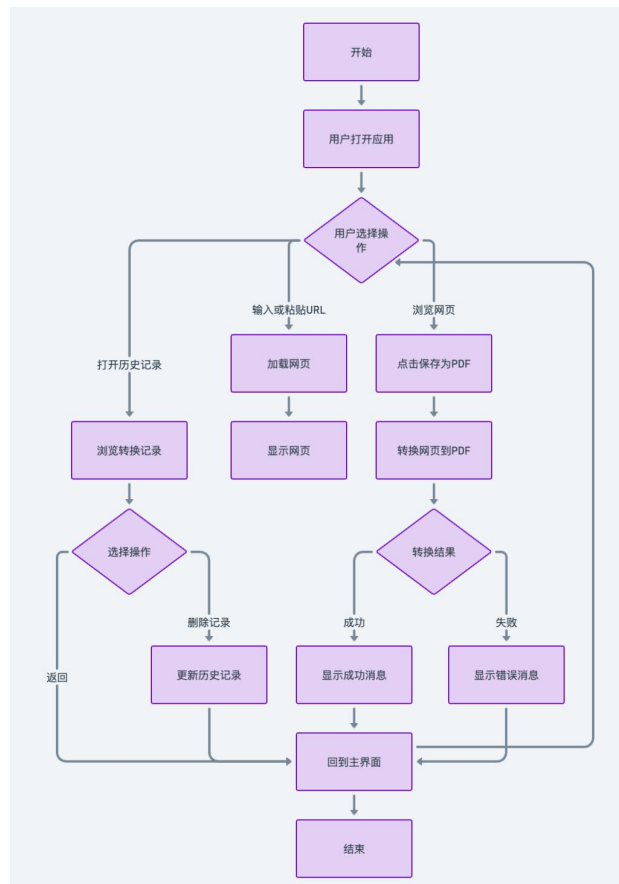 开始
用户打开应用
用户选择操
作
输入或粘贴URL
浏览网页
打开历史记录
加载网页
点击保存为PDF
浏览转换记录
显示网页
转换网页到PDF
选择操作
转换结果
删除记录
成功
失败
返回
更新历史记录
显示成功消息
显示错误消息
回到主界面
结束